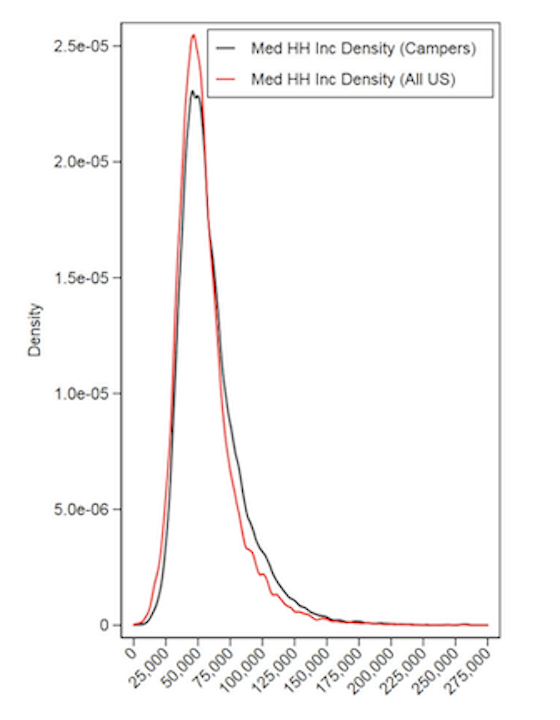 Med HH Inc Density (Campers)
Med HH Inc Density (All US)
2.5e-05
2.0e-05
1.5e-05
1.0e-05
5.0e-06
0
Density
0
25,000
50,000
75,000
100,000
125,000
150,000
175,000
200,000
225,000
250,000
275,000